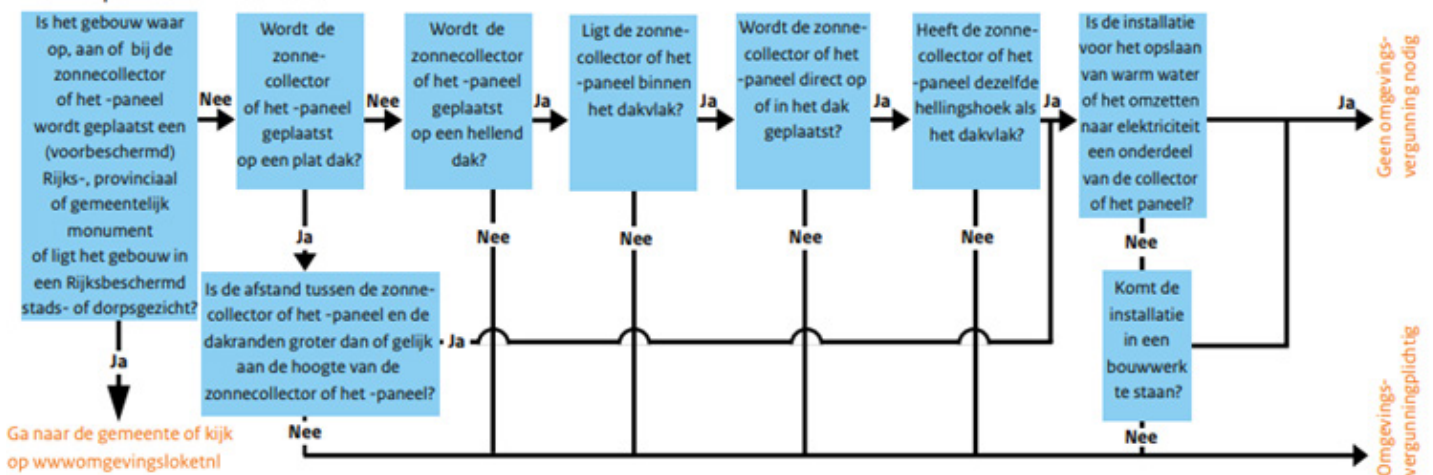 Is het gebouw waar
op, aan of bij de
zonnecollector
of het -paneel
wordt geplaatst een
(voorbeschermd)
Rijks-, provinciaal
of gemeentelijk
monument
of ligt het gebouw in
een Rijksbeschermd
stads- of dorpsgezicht?
Nee
Ja
Ga naar de gemeente of kijk
op wwwomgevingsloketnl
Wordt de
zonne-
collector
of het -paneel
geplaatst
op een plat dak?
Nee
Ja
Is de afstand tussen de zonne-
collector of het -paneel en de
dakranden groter dan of gelijk
aan de hoogte van de
zonnecollector of het -paneel?
Ja
Nee
Wordt de
zonnecollector
of het -paneel
geplaatst
op een hellend
dak?
Ja
Nee
Ligt de zonne-
collector of het
-paneel binnen
het dakvlak?
Ja
Nee
Wordt de zonne-
collector of het
-paneel direct op
of in het dak
geplaatst?
Ja
Nee
Heeft de zonne-
collector of het
-paneel dezelfde
hellingshoek als
het dakvlak?
Ja
Nee
Is de installatie
voor het opslaan
van warm water
of het omzetten
naar elektriciteit
een onderdeel
van de collector
of het paneel?
Ja
Nee
Komt de
installatie
in een
bouwwerk
te staan?
Nee
Geen omgevings-
vergunning nodig
Omgevings-
vergunningplichtig